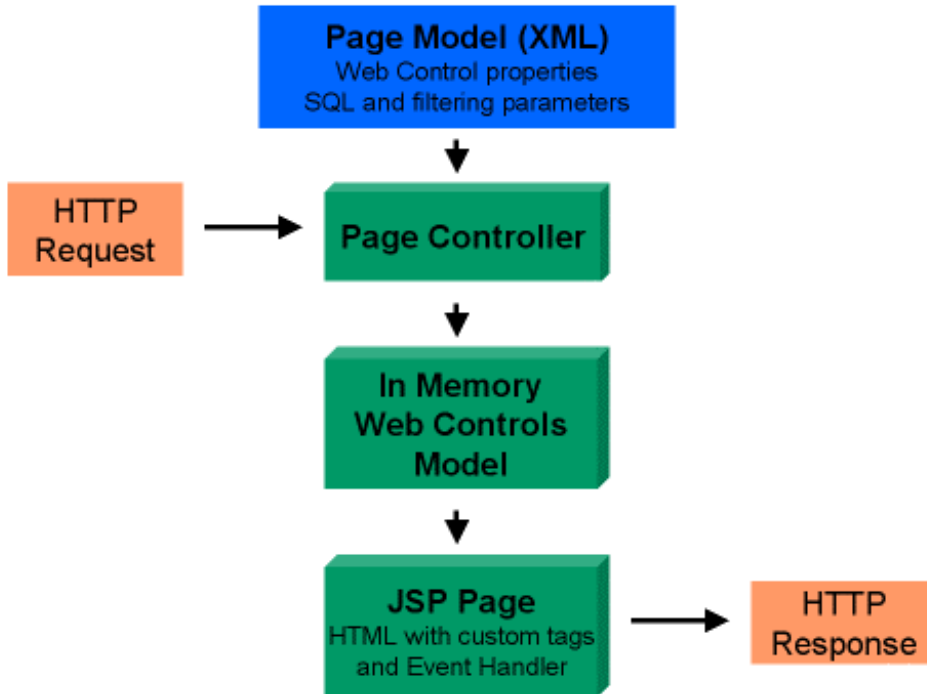 Page Model (XML)
Web Control properties
SQL and filtering parameters
HTTP
Request
Page Controller
In Memory
Web Controls
Model
JSP Page
HTML with custom tags
and Event Handler
HTTP
Response